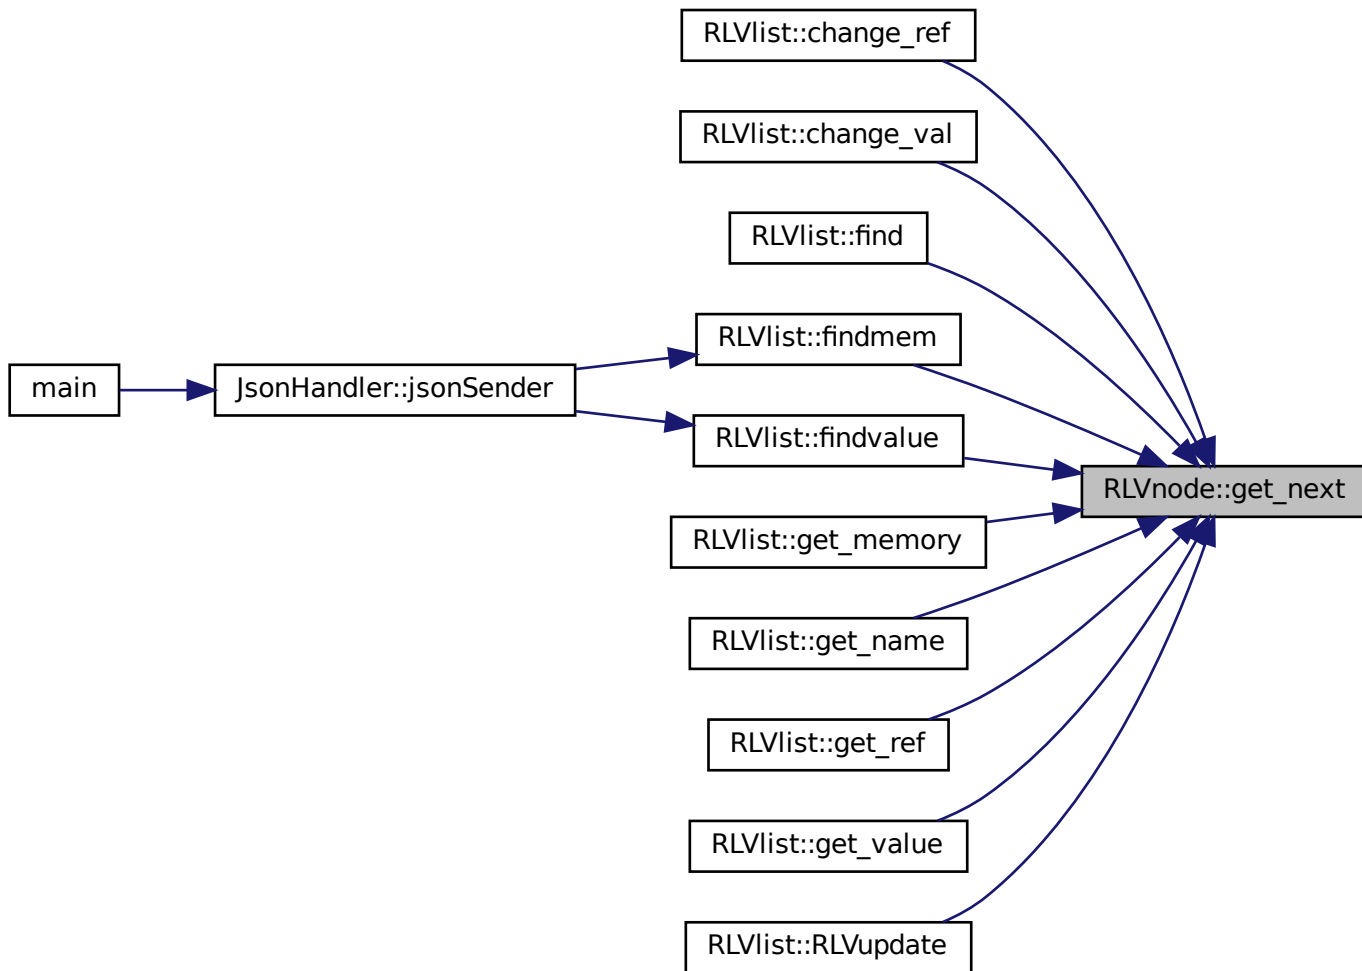 RLVlist::change_ref
RLVlist::change_val
RLVlist::find
RLVlist::findmem
main
JsonHandler::jsonSender
RLVlist::findvalue
RLVnode::get_next
RLVlist::get_memory
RLVlist::get_name
RLVlist::get_ref
RLVlist::get_value
RLVlist::RLVupdate